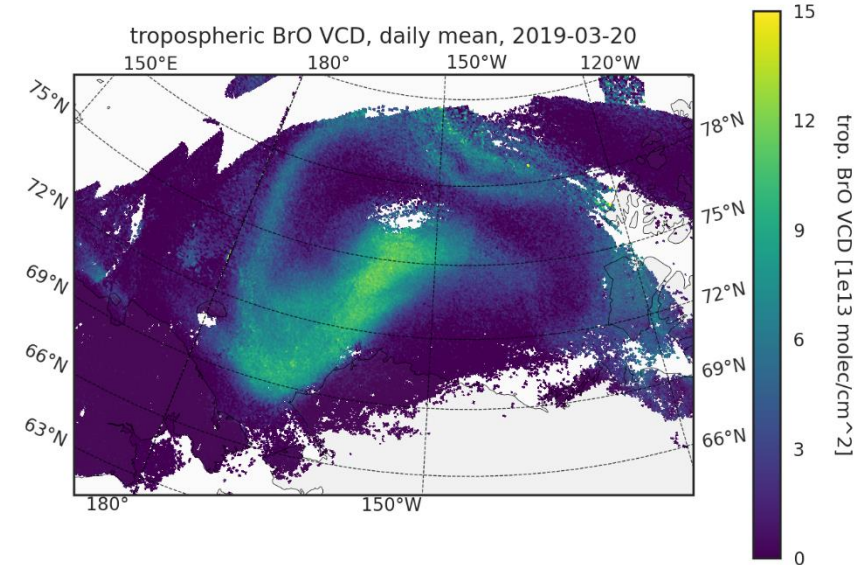 tropospheric BrO VCD, daily mean, 2019-03-20
150°E 180° 150°W 120°W
75°N
72°N
69°N
66°N
63°N
78°N
75°N
72°N
69°N
66°N
180° 150°W
15
12
9
6
3
0
trop. BrO VCD [1e13 molec/cm^2]